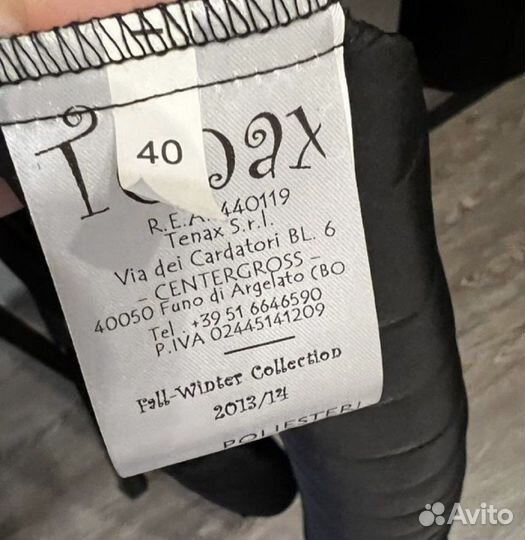 Tenax
40
R.E.A. 440119
Tenax S.r.l.
Via dei Cardatori BL. 6
- CENTERGROSS -
40050 Funo di Argelato (BO
Tel. +39 51 6646590
P.IVA 02445141209
Fall-Winter Collection
2013/14
POLIESTER
Avito